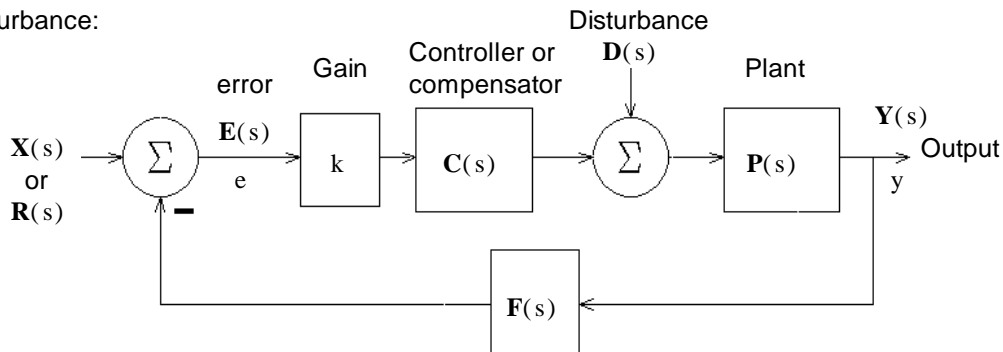 urbance:
Disturbance
D(s)
Controller or
compensator
Gain
Plant
error
E(s)
Y(s)
X(s)
or
R(s)
Σ
e
k
C(s)
Σ
P(s)
Output
y
−
F(s)